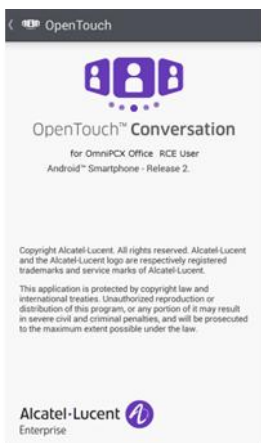 OpenTouch
OpenTouch™ Conversation
for OmniPCX Office RCE User
Android™ Smartphone - Release 2.
Copyright Alcatel-Lucent. All rights reserved. Alcatel-Lucent
and the Alcatel-Lucent logo are respectively registered
trademarks and service marks of Alcatel-Lucent.
This application is protected by copyright law and
international treaties. Unauthorized reproduction or
distribution of this program, or any portion of it may result
in severe civil and criminal penalties, and will be prosecuted
to the maximum extent possible under the law.
Alcatel·Lucent
Enterprise